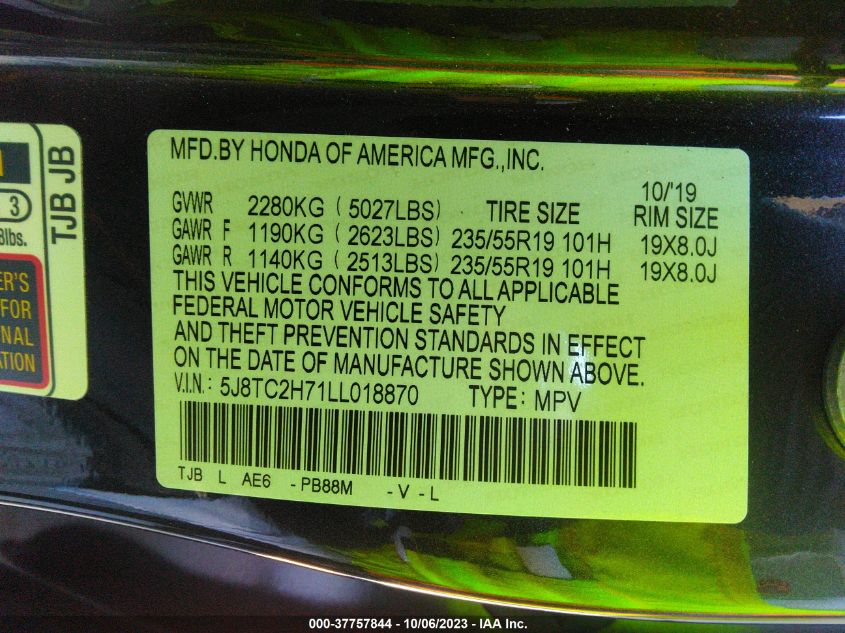 MFD.BY HONDA OF AMERICA MFG.,INC.
10/'19
GVWR 2280KG ( 5027LBS) TIRE SIZE RIM SIZE
GAWR F 1190KG ( 2623LBS) 235/55R19 101H 19X8.0J
GAWR R 1140KG ( 2513LBS) 235/55R19 101H 19X8.0J
THIS VEHICLE CONFORMS TO ALL APPLICABLE
FEDERAL MOTOR VEHICLE SAFETY
AND THEFT PREVENTION STANDARDS IN EFFECT
ON THE DATE OF MANUFACTURE SHOWN ABOVE.
V.I.N.: 5J8TC2H71LL018870 TYPE: MPV
TJB L AE6 -PB88M -V-L
TJB JB
3
8lbs.
ER'S
FOR
NAL
ATION
000-37757844 - 10/06/2023 - IAA Inc.